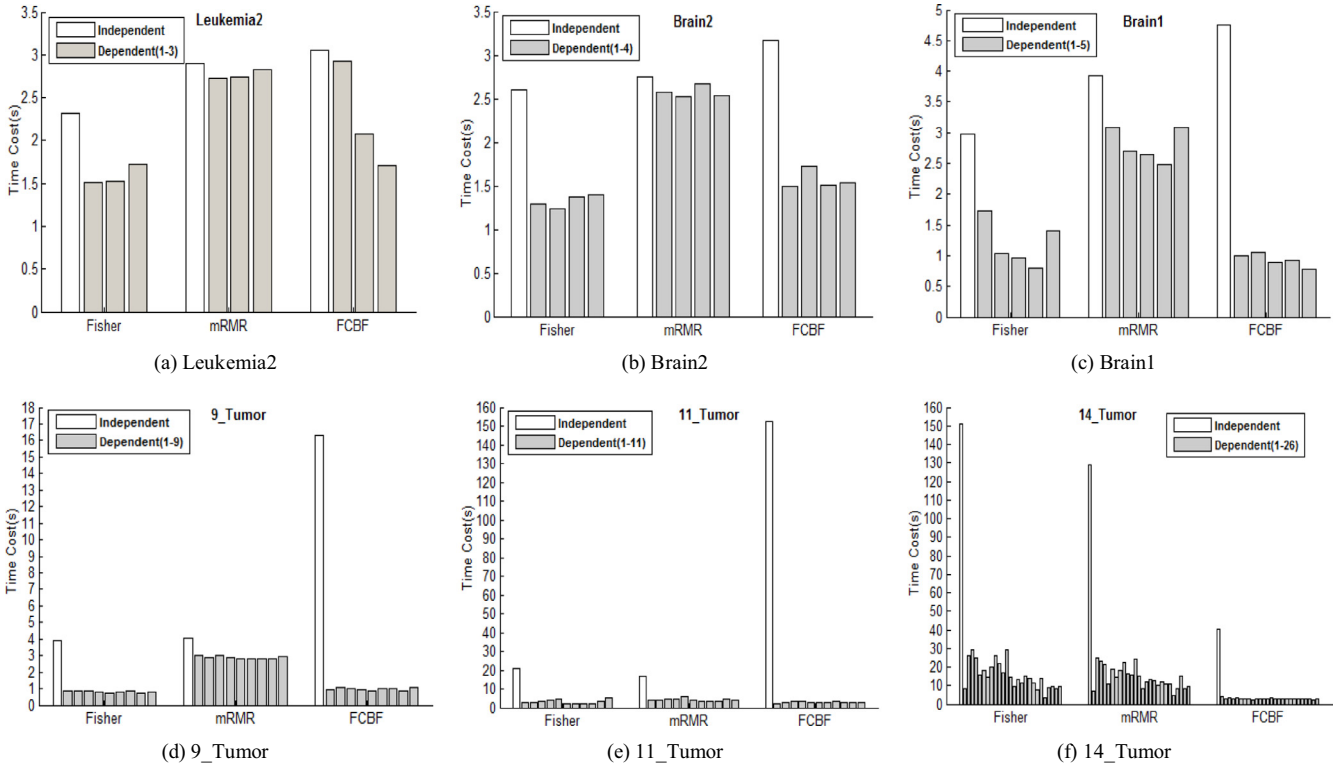 Leukemia2
Independent
Dependent(1-3)
Time Cost(s)
3.5
3
2.5
2
1.5
1
0.5
0
Fisher mRMR FCBF
(a) Leukemia2
Brain2
Independent
Dependent(1-4)
Time Cost(s)
3.5
3
2.5
2
1.5
1
0.5
0
Fisher mRMR FCBF
(b) Brain2
Brain1
Independent
Dependent(1-5)
Time Cost(s)
5
4.5
4
3.5
3
2.5
2
1.5
1
0.5
0
Fisher mRMR FCBF
(c) Brain1
9_Tumor
Independent
Dependent(1-9)
Time Cost(s)
18
17
16
15
14
13
12
11
10
9
8
7
6
5
4
3
2
1
0
Fisher mRMR FCBF
(d) 9_Tumor
11_Tumor
Independent
Dependent(1-11)
Time Cost(s)
160
150
140
130
120
110
100
90
80
70
60
50
40
30
20
10
0
Fisher mRMR FCBF
(e) 11_Tumor
14_Tumor
Independent
Dependent(1-26)
Time Cost(s)
160
150
140
130
120
110
100
90
80
70
60
50
40
30
20
10
0
Fisher mRMR FCBF
(f) 14_Tumor